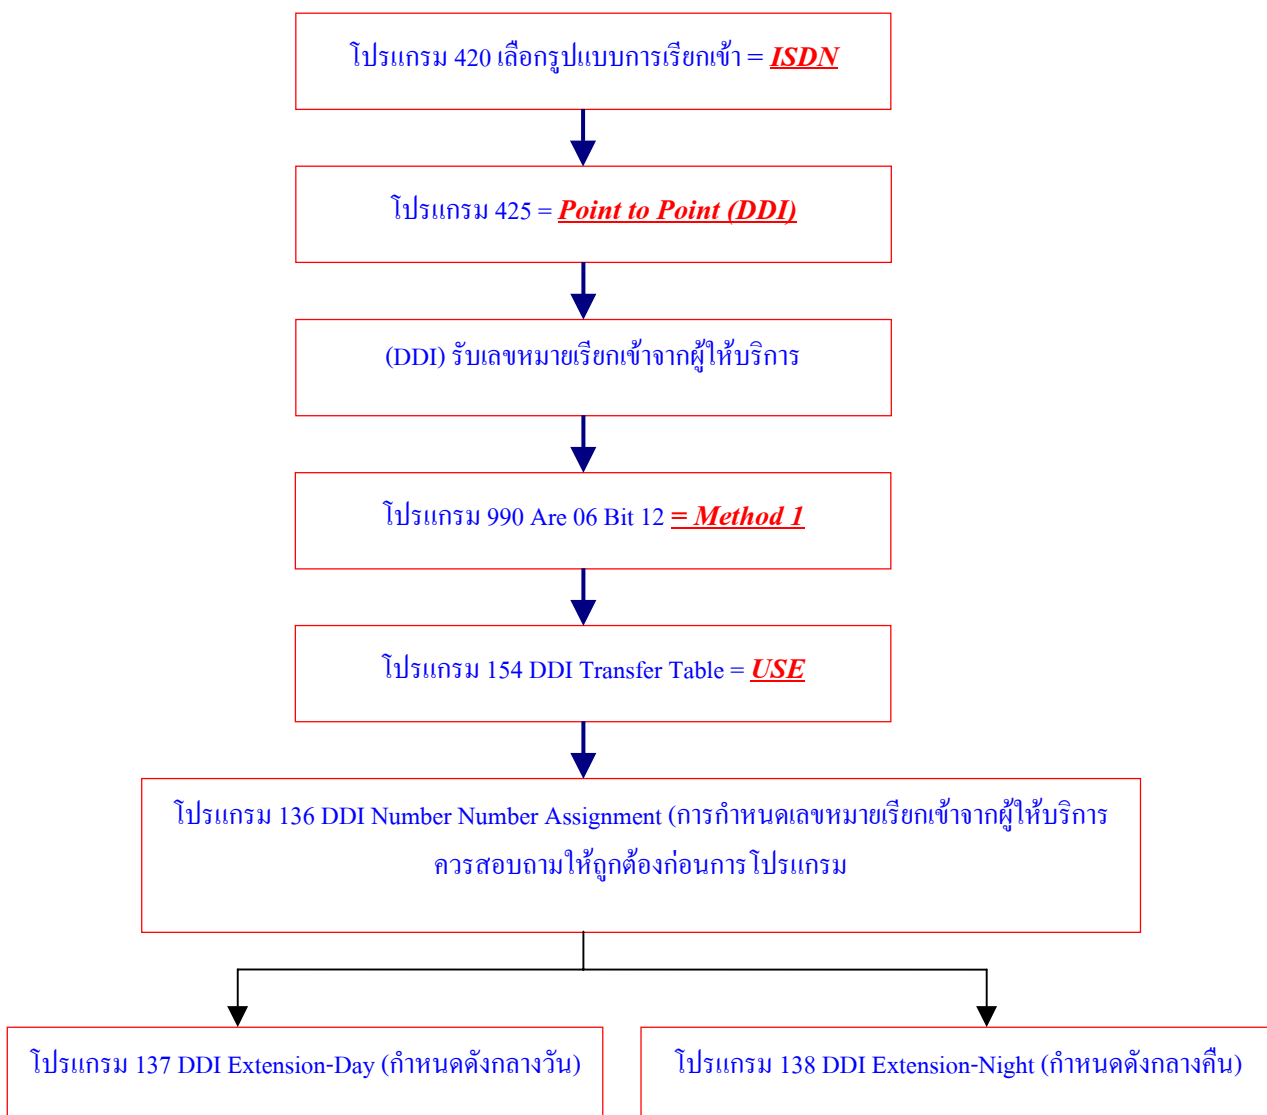 โปรแกรม 420 เลือกรูปแบบการเรียกเข้า = ISDN
โปรแกรม 425 = Point to Point (DDI)
(DDI) รับเลขหมายเรียกเข้าจากผู้ให้บริการ
โปรแกรม 990 Are 06 Bit 12 = Method 1
โปรแกรม 154 DDI Transfer Table = USE
โปรแกรม 136 DDI Number Number Assignment (การกำหนดเลขหมายเรียกเข้าจากผู้ให้บริการ
ควรสอบถามให้ถูกต้องก่อนการโปรแกรม
โปรแกรม 137 DDI Extension-Day (กำหนดดังกลางวัน)
โปรแกรม 138 DDI Extension-Night (กำหนดดังกลางคืน)